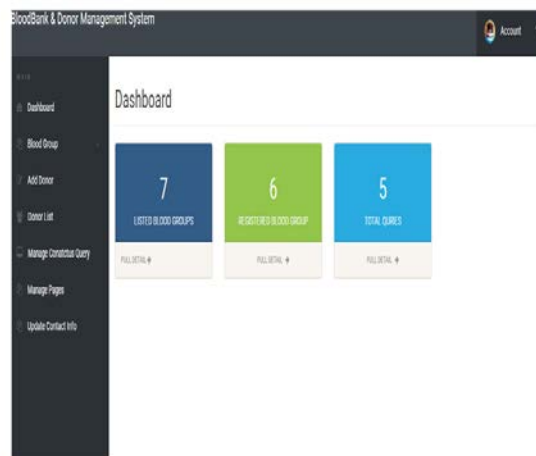 BloodBank & Donor Management System
Account
MAIN
Dashboard
Blood Group
Add Donor
Donor List
Manage Conatctus Query
Manage Pages
Update Contact Info
Dashboard
7
LISTED BLOOD GROUPS
FULL DETAIL
6
REGISTERED BLOOD GROUP
FULL DETAIL
5
TOTAL QURIES
FULL DETAIL